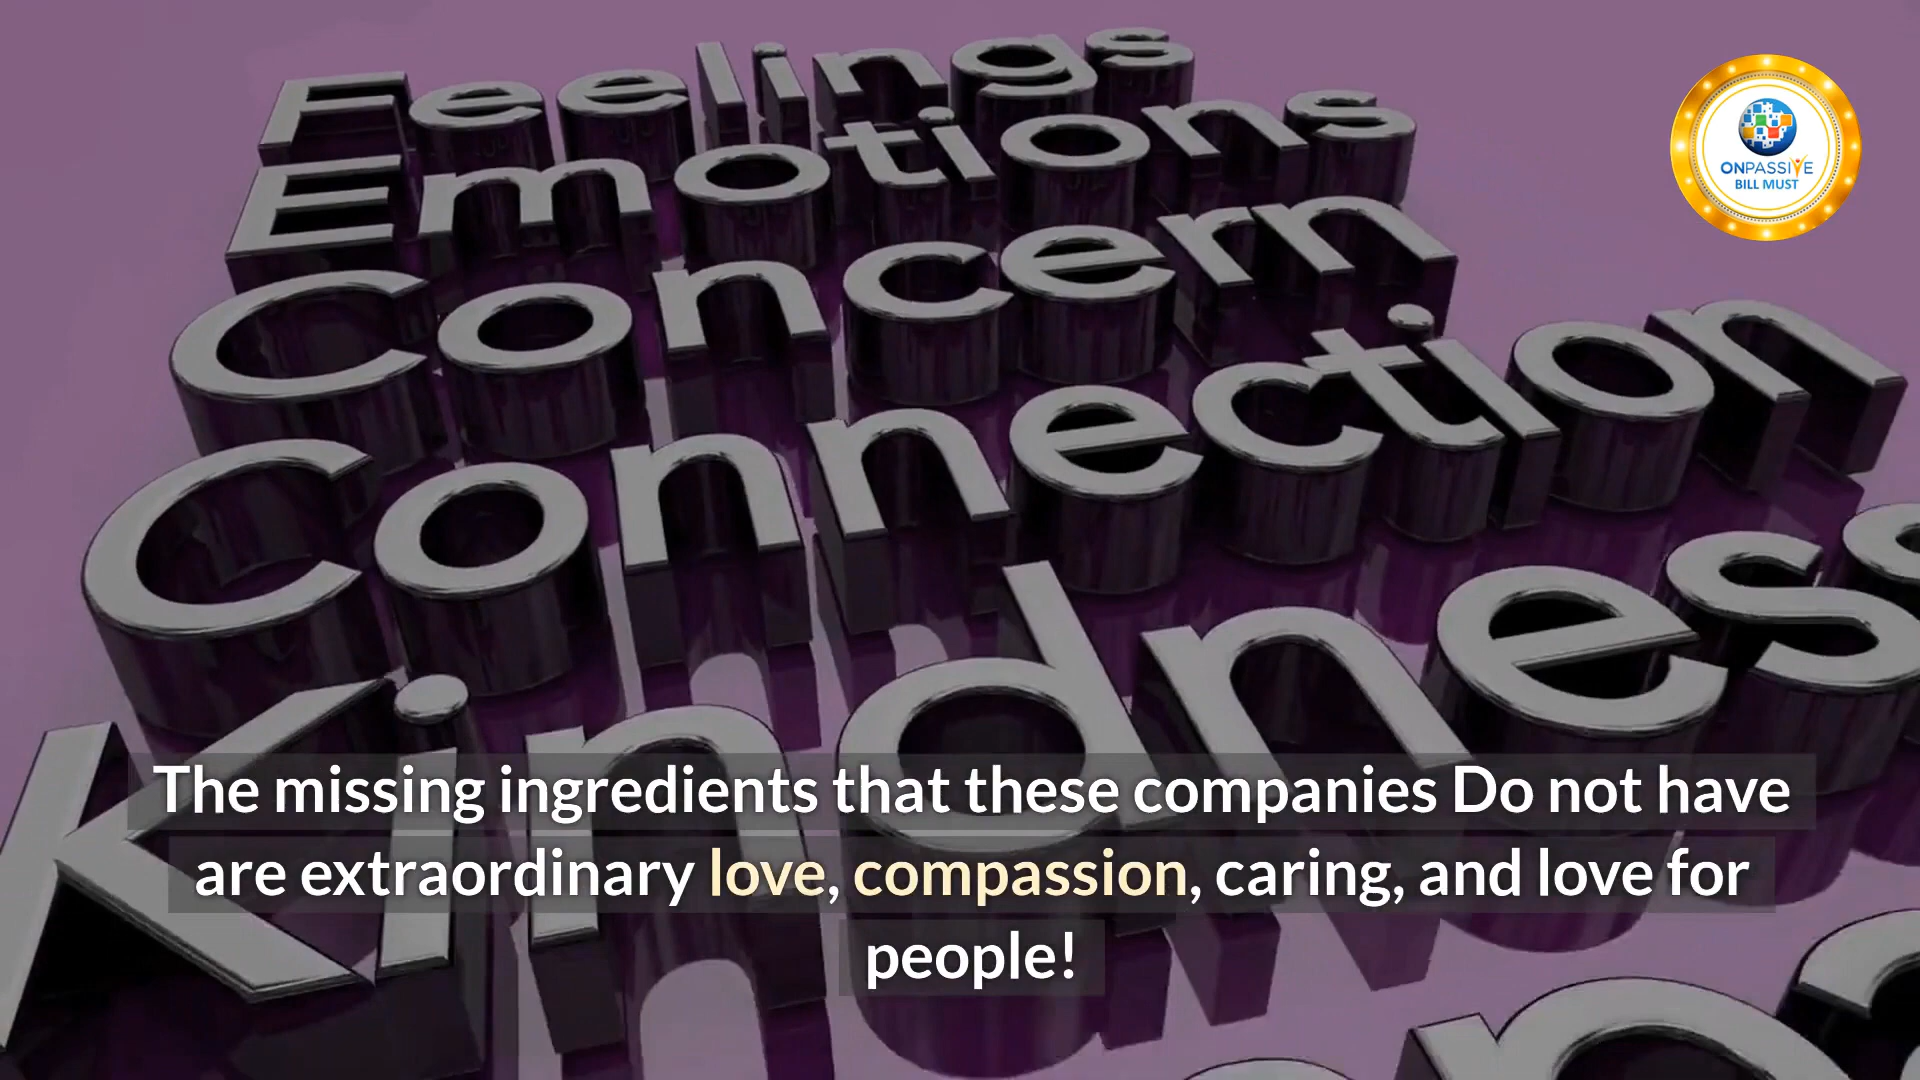 Feelings
Emotions
Concern
Connection
Kindness
ONPASSIVE
BILL MUST
The missing ingredients that these companies Do not have
are extraordinary love, compassion, caring, and love for
people!